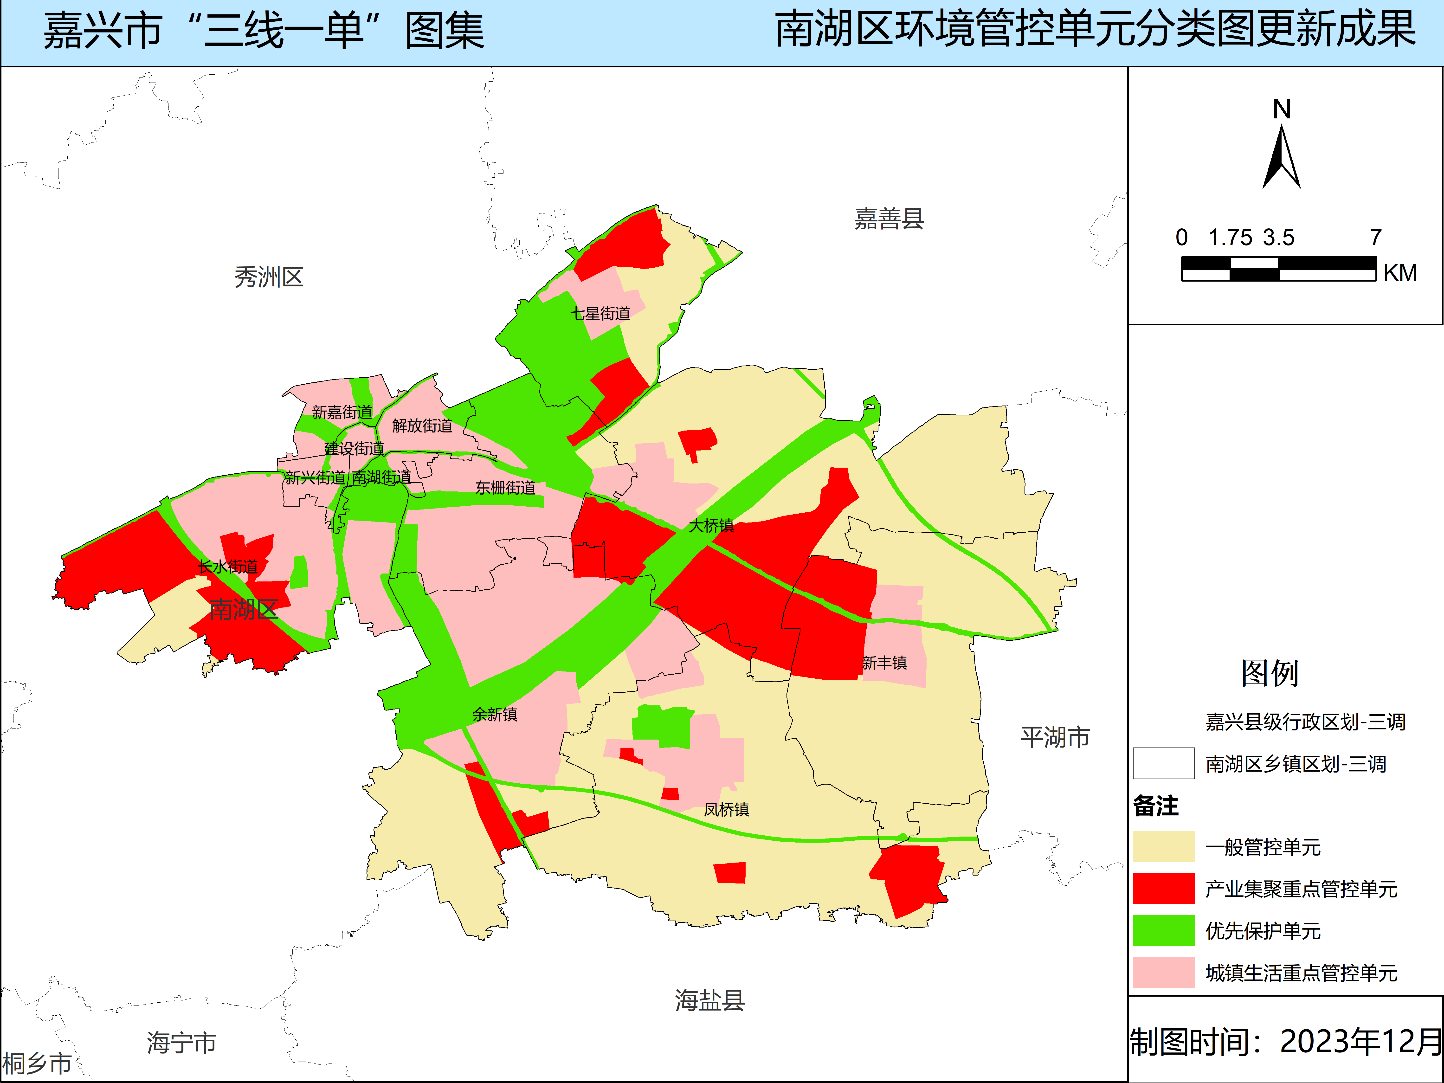 嘉兴市“三线一单”图集
南湖区环境管控单元分类图更新成果
N
0 1.75 3.5 7
KM
嘉善县
秀洲区
七星街道
新嘉街道
解放街道
建设街道
新兴街道
南湖街道
东栅街道
大桥镇
长水街道
南湖区
新丰镇
余新镇
平湖市
凤桥镇
海盐县
海宁市
桐乡市
图例
嘉兴县级行政区划-三调
南湖区乡镇区划-三调
备注
一般管控单元
产业集聚重点管控单元
优先保护单元
城镇生活重点管控单元
制图时间：2023年12月